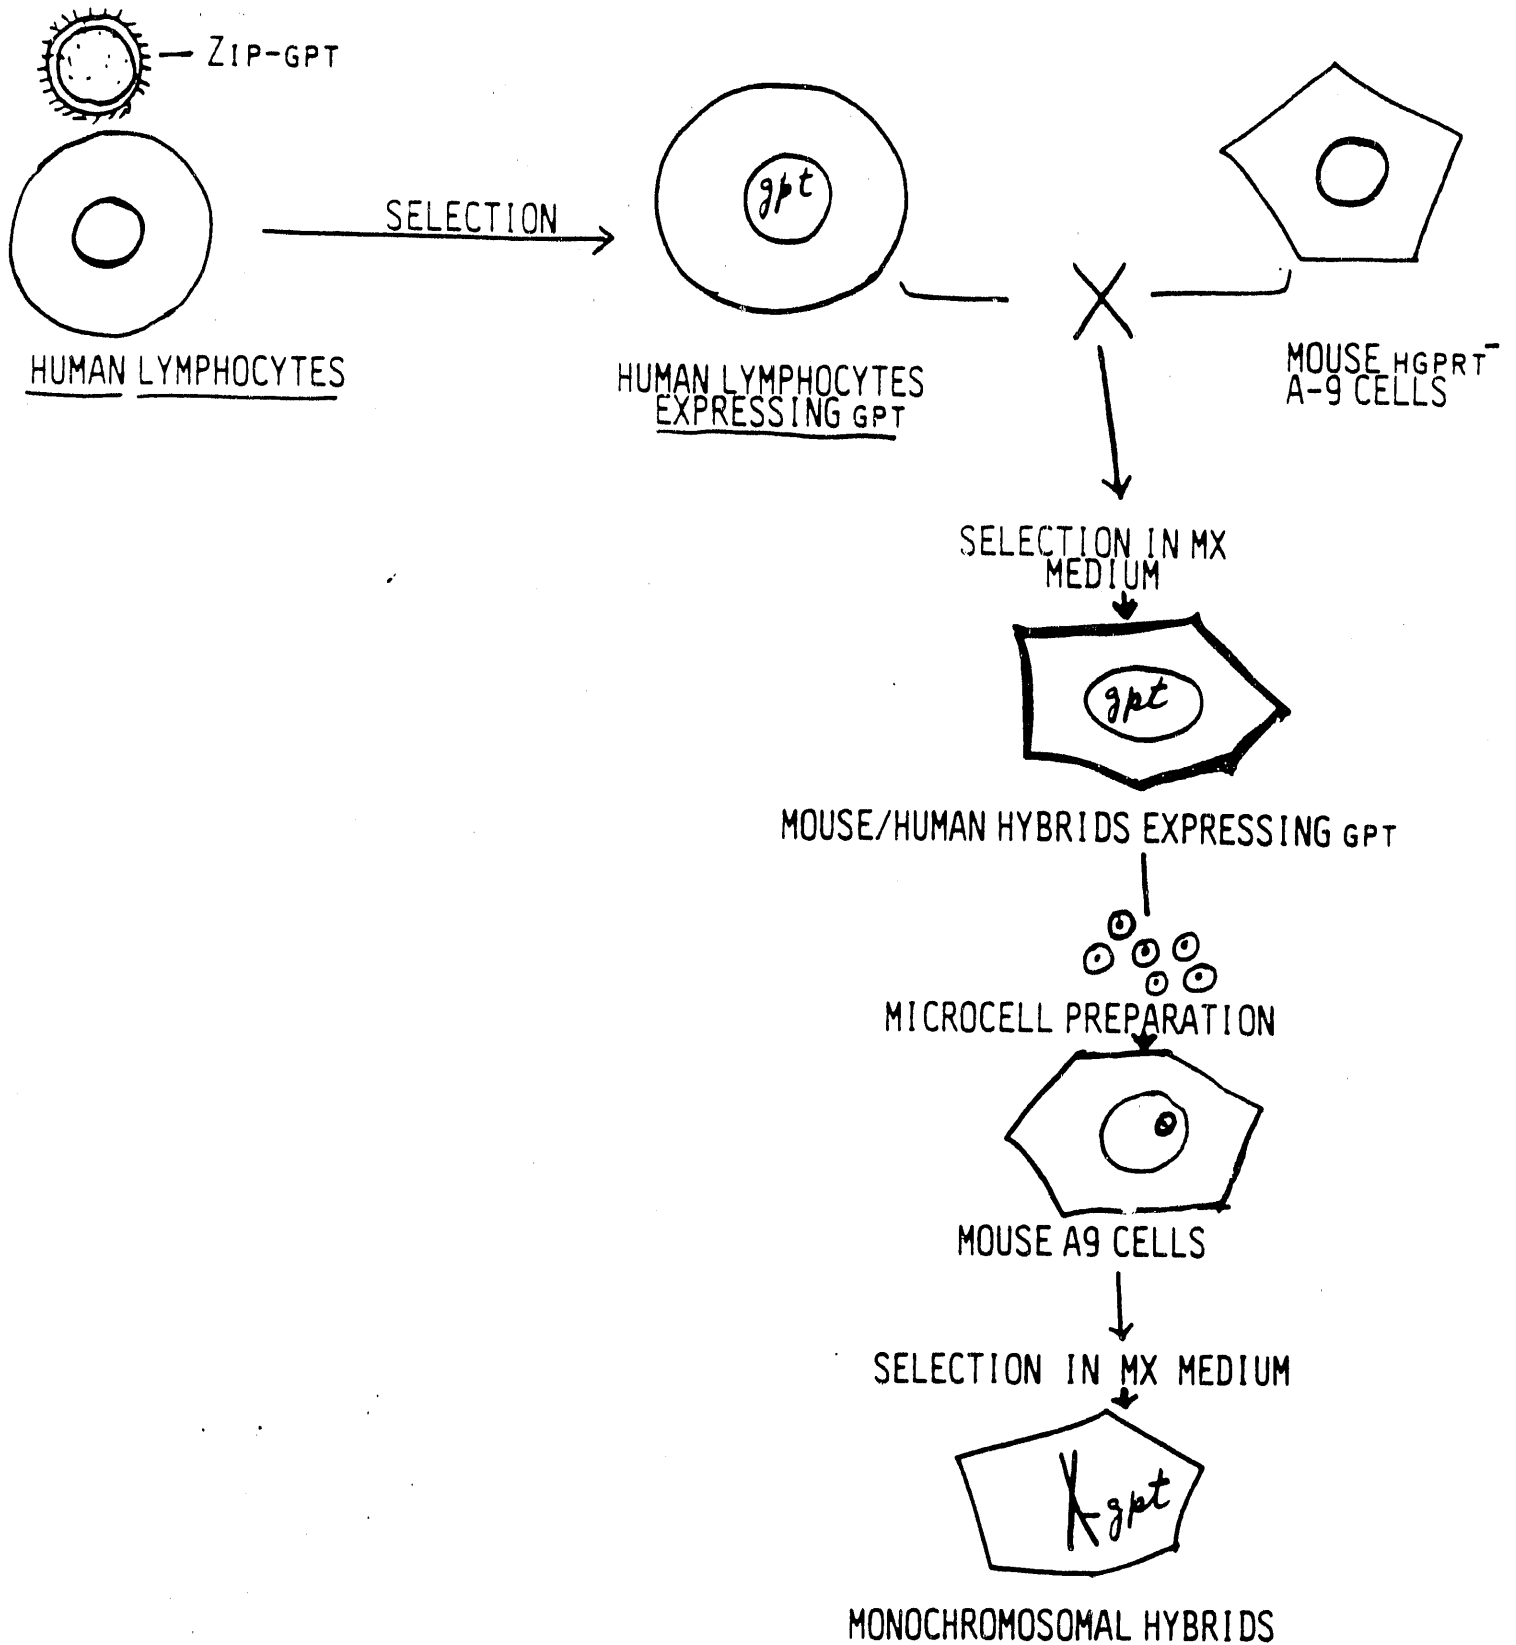 ZIP-GPT
gpt
SELECTION
HUMAN LYMPHOCYTES
HUMAN LYMPHOCYTES
EXPRESSING GPT
MOUSE HGPRT⁻
A-9 CELLS
SELECTION IN MX
MEDIUM
gpt
MOUSE/HUMAN HYBRIDS EXPRESSING GPT
MICROCELL PREPARATION
MOUSE A9 CELLS
SELECTION IN MX MEDIUM
gpt
MONOCHROMOSOMAL HYBRIDS